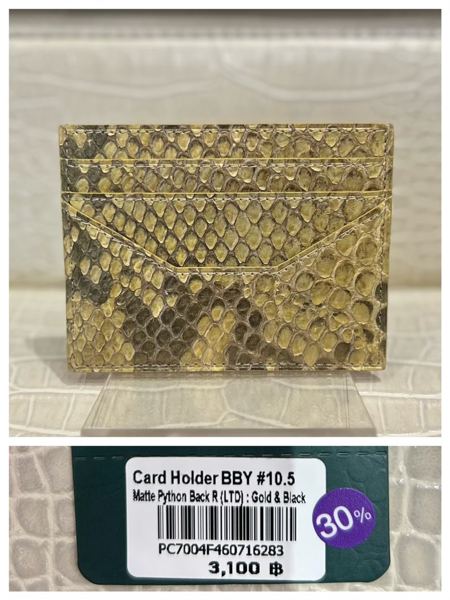 Card Holder BBY #10.5
Matte Python Back R (LTD) : Gold & Black
30%
PC7004F460716283
3,100 ฿